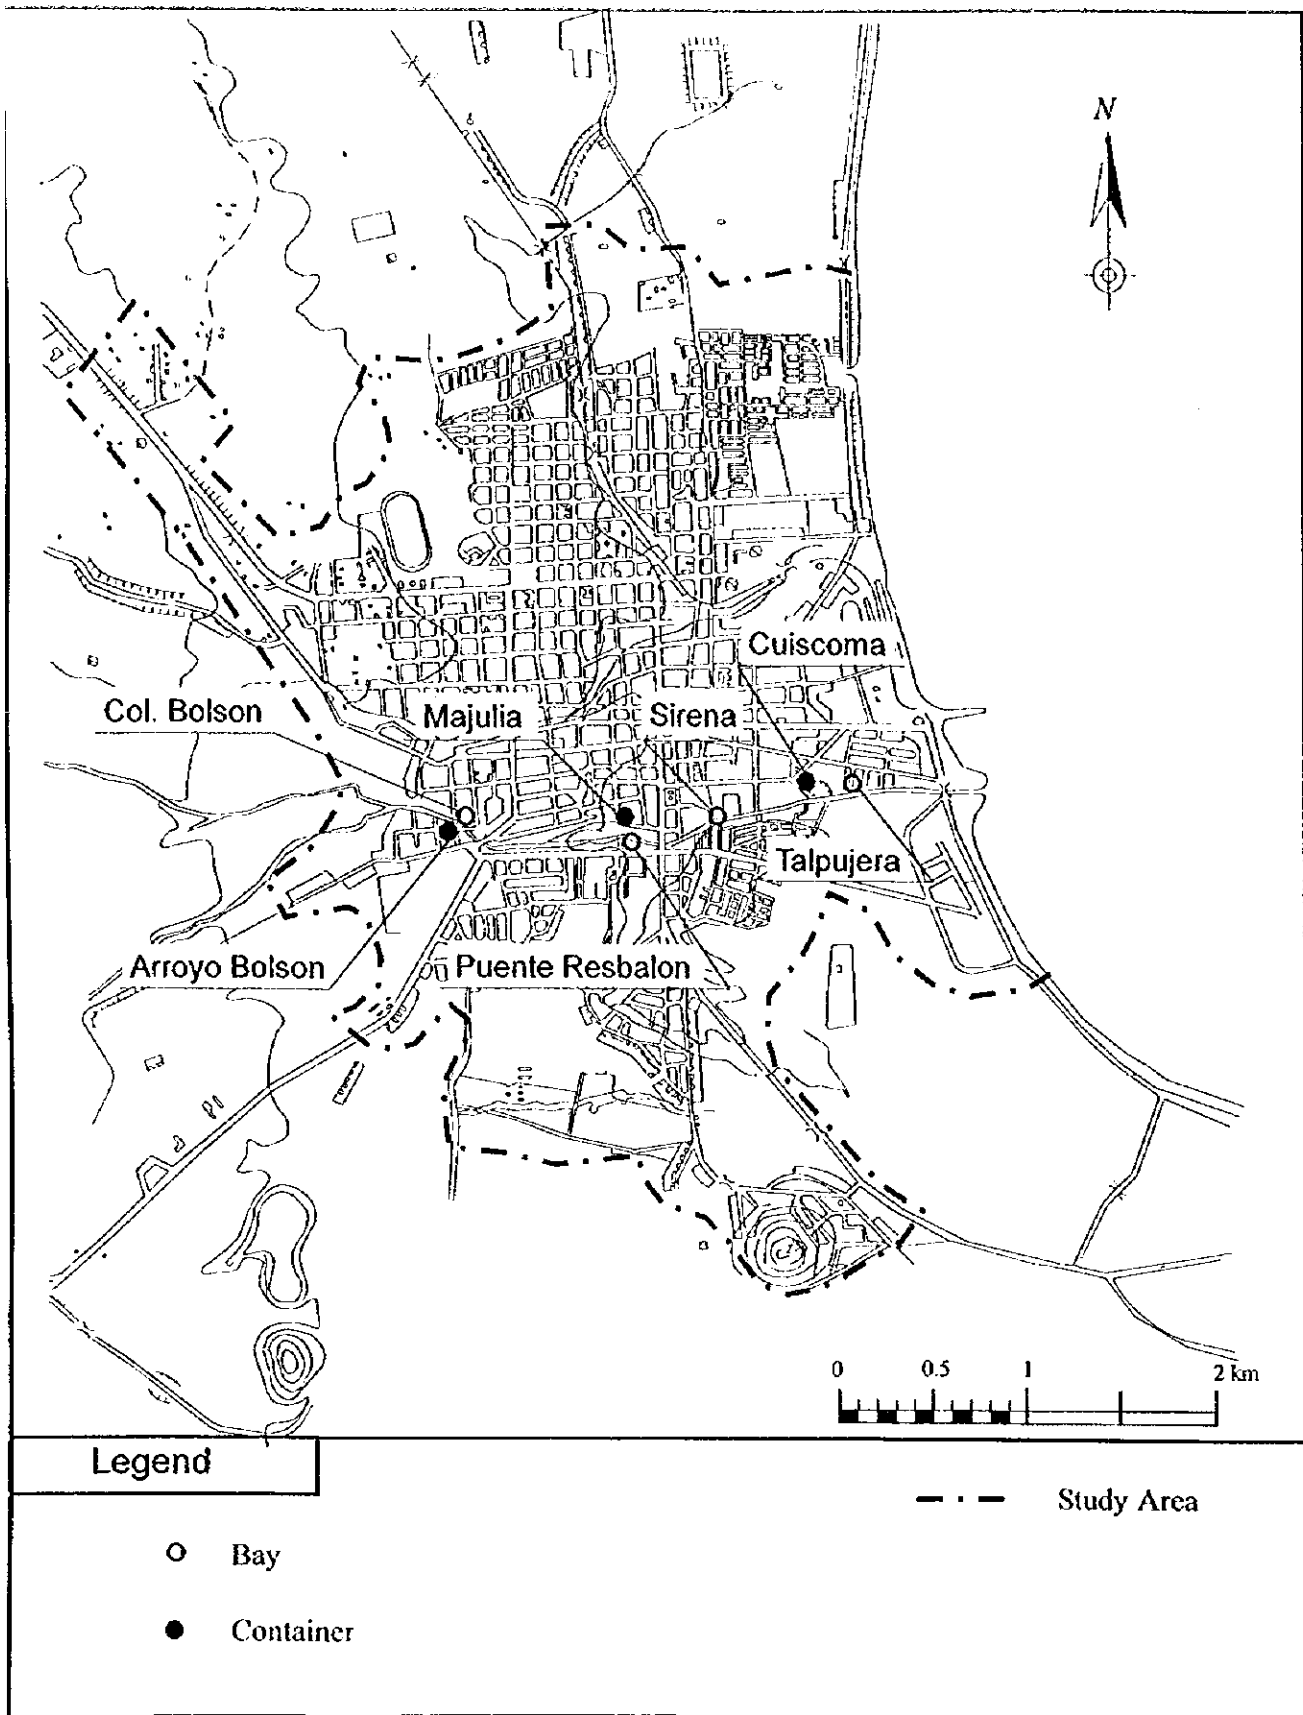 N
Cuiscoma
Col. Bolson
Majulia
Sirena
Talpujera
Arroyo Bolson
Puente Resbalon
0 0.5 1 2 km
Legend
Study Area
Bay
Container